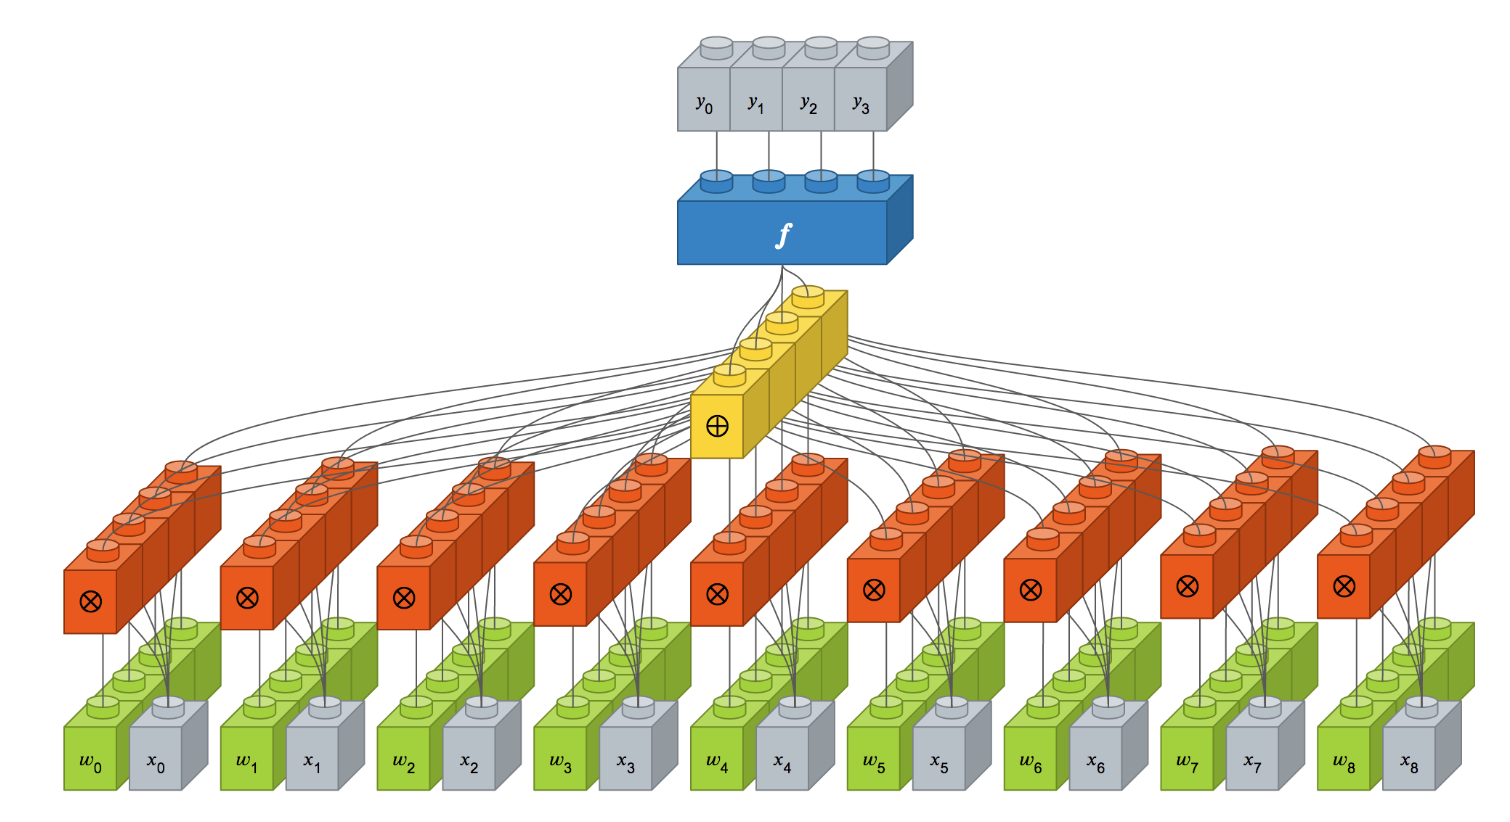 y0 y1 y2 y3
f
⊕
⊗ ⊗ ⊗ ⊗ ⊗ ⊗ ⊗ ⊗ ⊗
w0 x0 w1 x1 w2 x2 w3 x3 w4 x4 w5 x5 w6 x6 w7 x7 w8 x8